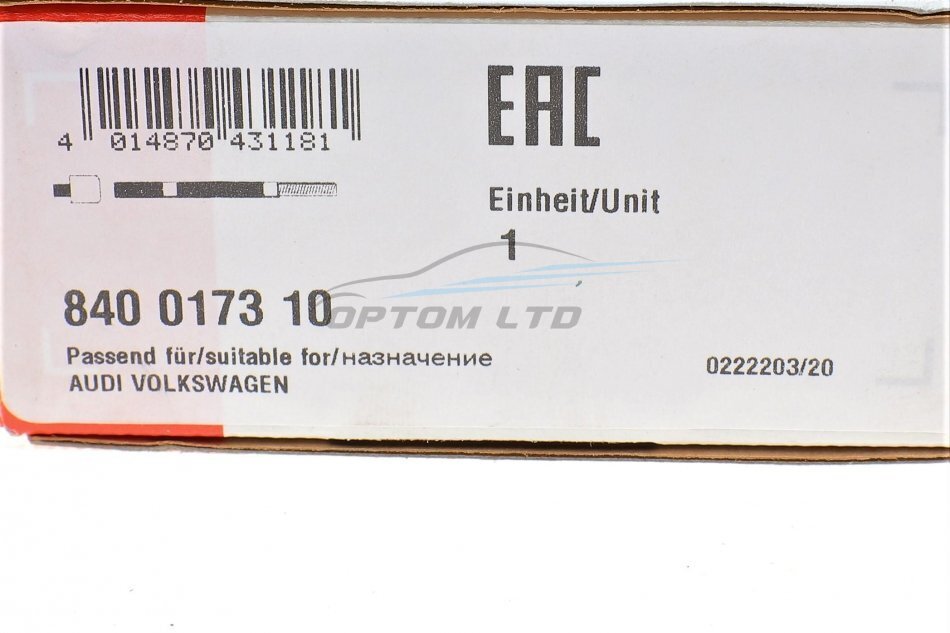 EAC
4 014870 431181
Einheit/Unit
1
840 0173 10
OPTOM LTD
Passend für/suitable for/назначение
AUDI VOLKSWAGEN
0222203/20